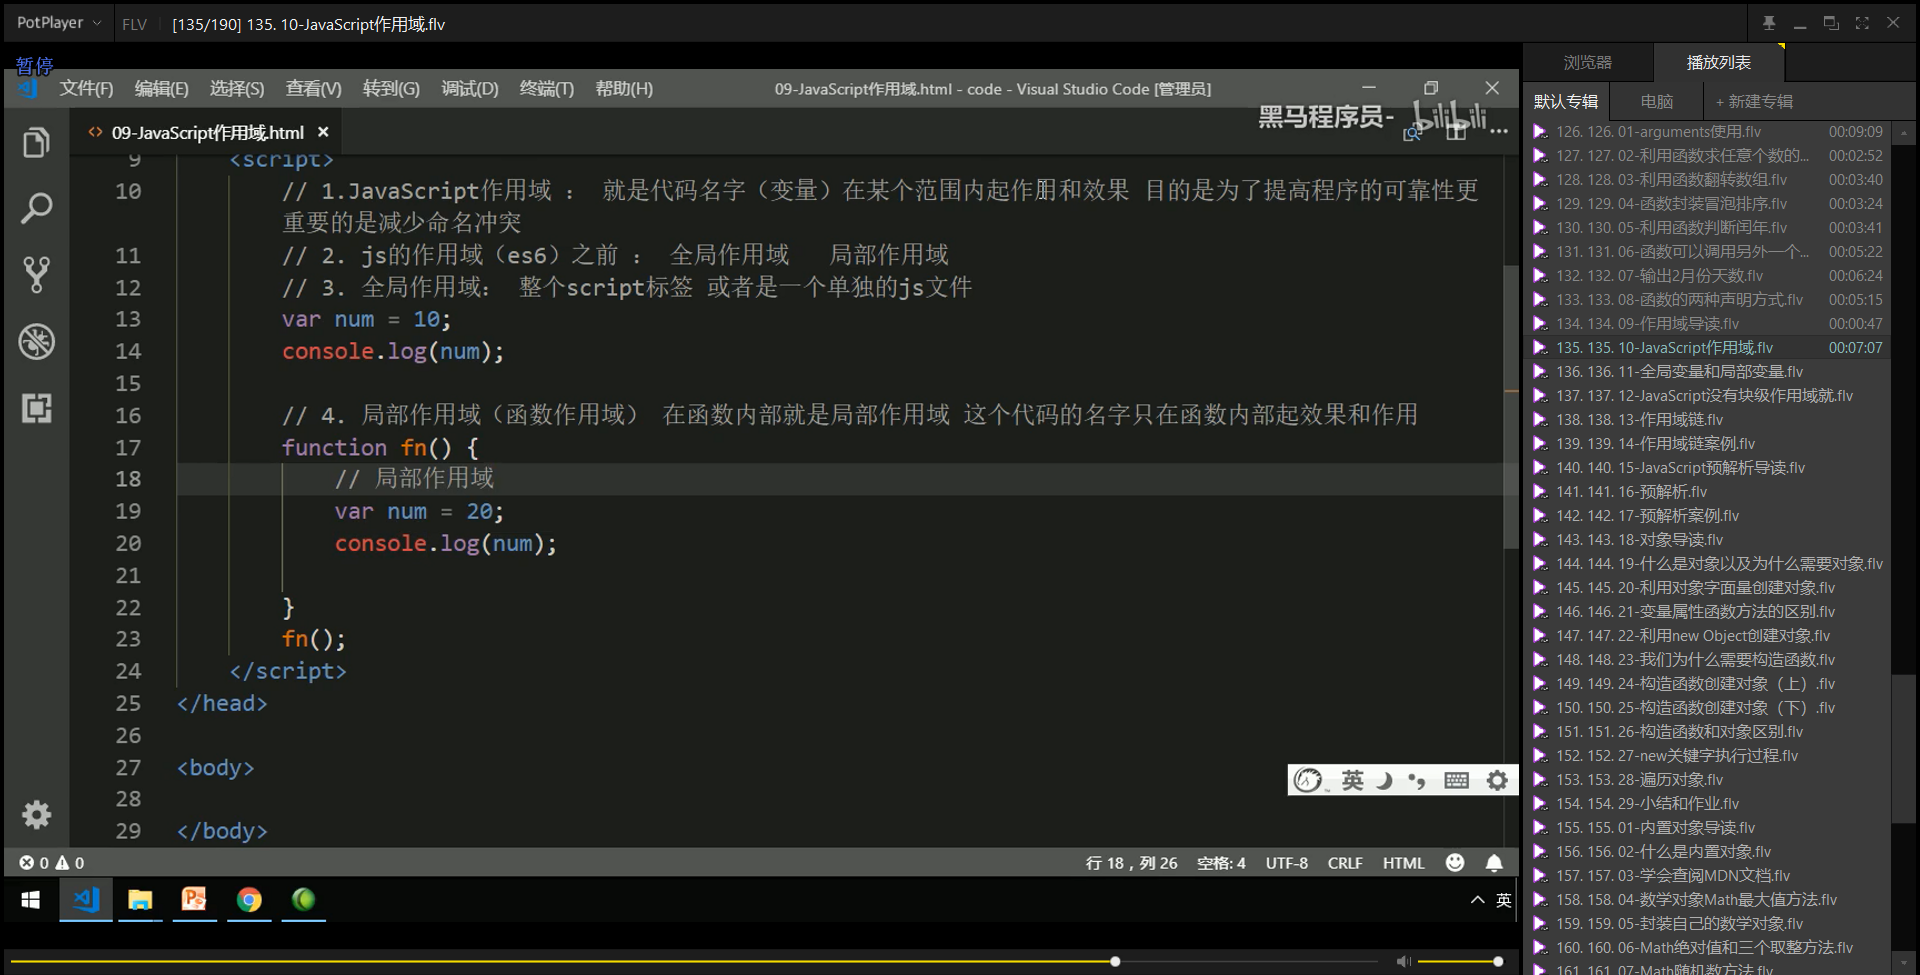 PotPlayer
FLV
[135/190] 135. 10-JavaScript作用域.flv
暂停
文件(F) 编辑(E) 选择(S) 查看(V) 转到(G) 调试(D) 终端(T) 帮助(H)
09-JavaScript作用域.html - code - Visual Studio Code [管理员]
黑马程序员- bilibili
<> 09-JavaScript作用域.html ×
9 <script>
10 // 1.JavaScript作用域 ： 就是代码名字（变量）在某个范围内起作用和效果 目的是为了提高程序的可靠性更
重要的是减少命名冲突
11 // 2. js的作用域（es6）之前 ： 全局作用域 局部作用域
12 // 3. 全局作用域： 整个script标签 或者是一个单独的js文件
13 var num = 10;
14 console.log(num);
15
16 // 4. 局部作用域（函数作用域） 在函数内部就是局部作用域 这个代码的名字只在函数内部起效果和作用
17 function fn() {
18 // 局部作用域
19 var num = 20;
20 console.log(num);
21
22 }
23 fn();
24 </script>
25 </head>
26
27 <body>
28
29 </body>
英
0 0
行 18，列 26 空格: 4 UTF-8 CRLF HTML
英
浏览器 播放列表
默认专辑 电脑 + 新建专辑
126. 126. 01-arguments使用.flv 00:09:09
127. 127. 02-利用函数求任意个数的... 00:02:52
128. 128. 03-利用函数翻转数组.flv 00:03:40
129. 129. 04-函数封装冒泡排序.flv 00:03:24
130. 130. 05-利用函数判断闰年.flv 00:03:41
131. 131. 06-函数可以调用另外一个... 00:05:22
132. 132. 07-输出2月份天数.flv 00:06:24
133. 133. 08-函数的两种声明方式.flv 00:05:15
134. 134. 09-作用域导读.flv 00:00:47
135. 135. 10-JavaScript作用域.flv 00:07:07
136. 136. 11-全局变量和局部变量.flv
137. 137. 12-JavaScript没有块级作用域就.flv
138. 138. 13-作用域链.flv
139. 139. 14-作用域链案例.flv
140. 140. 15-JavaScript预解析导读.flv
141. 141. 16-预解析.flv
142. 142. 17-预解析案例.flv
143. 143. 18-对象导读.flv
144. 144. 19-什么是对象以及为什么需要对象.flv
145. 145. 20-利用对象字面量创建对象.flv
146. 146. 21-变量属性函数方法的区别.flv
147. 147. 22-利用new Object创建对象.flv
148. 148. 23-我们为什么需要构造函数.flv
149. 149. 24-构造函数创建对象（上）.flv
150. 150. 25-构造函数创建对象（下）.flv
151. 151. 26-构造函数和对象区别.flv
152. 152. 27-new关键字执行过程.flv
153. 153. 28-遍历对象.flv
154. 154. 29-小结和作业.flv
155. 155. 01-内置对象导读.flv
156. 156. 02-什么是内置对象.flv
157. 157. 03-学会查阅MDN文档.flv
158. 158. 04-数学对象Math最大值方法.flv
159. 159. 05-封装自己的数学对象.flv
160. 160. 06-Math绝对值和三个取整方法.flv
161. 161. 07-Math随机数方法.flv